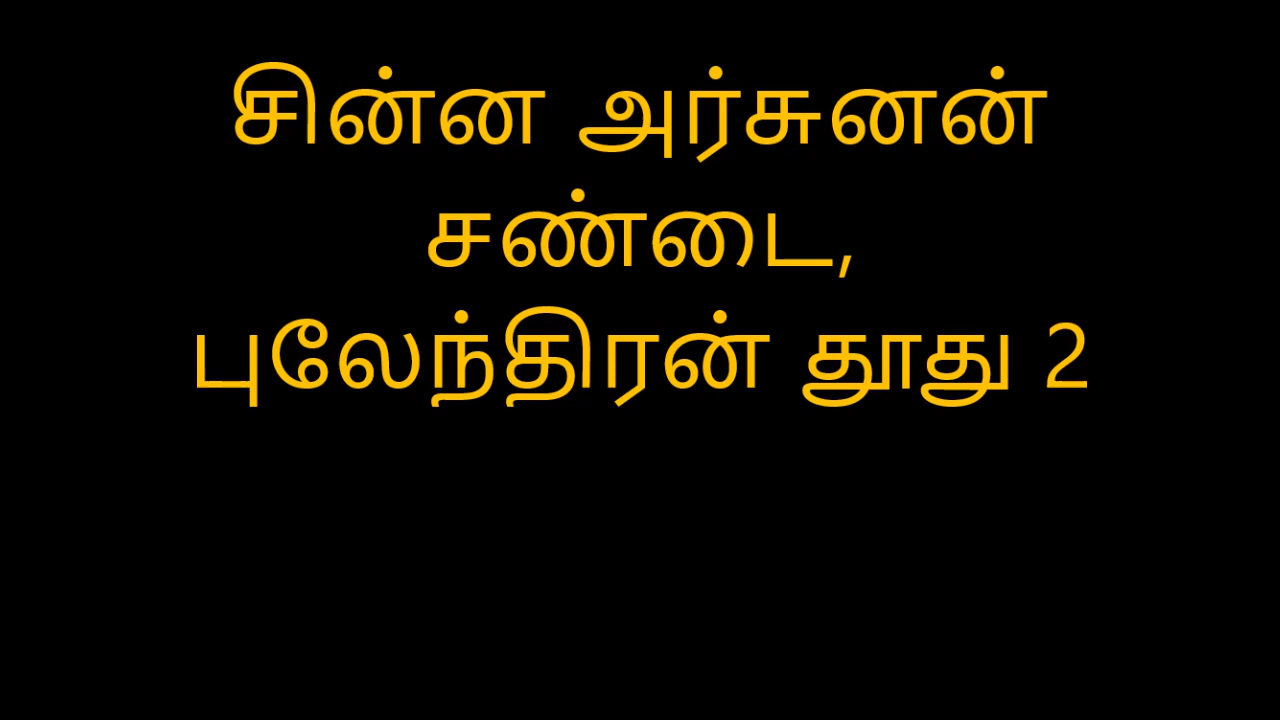 சின்ன அர்சுனன்
சண்டை,
புலேந்திரன் தூது 2